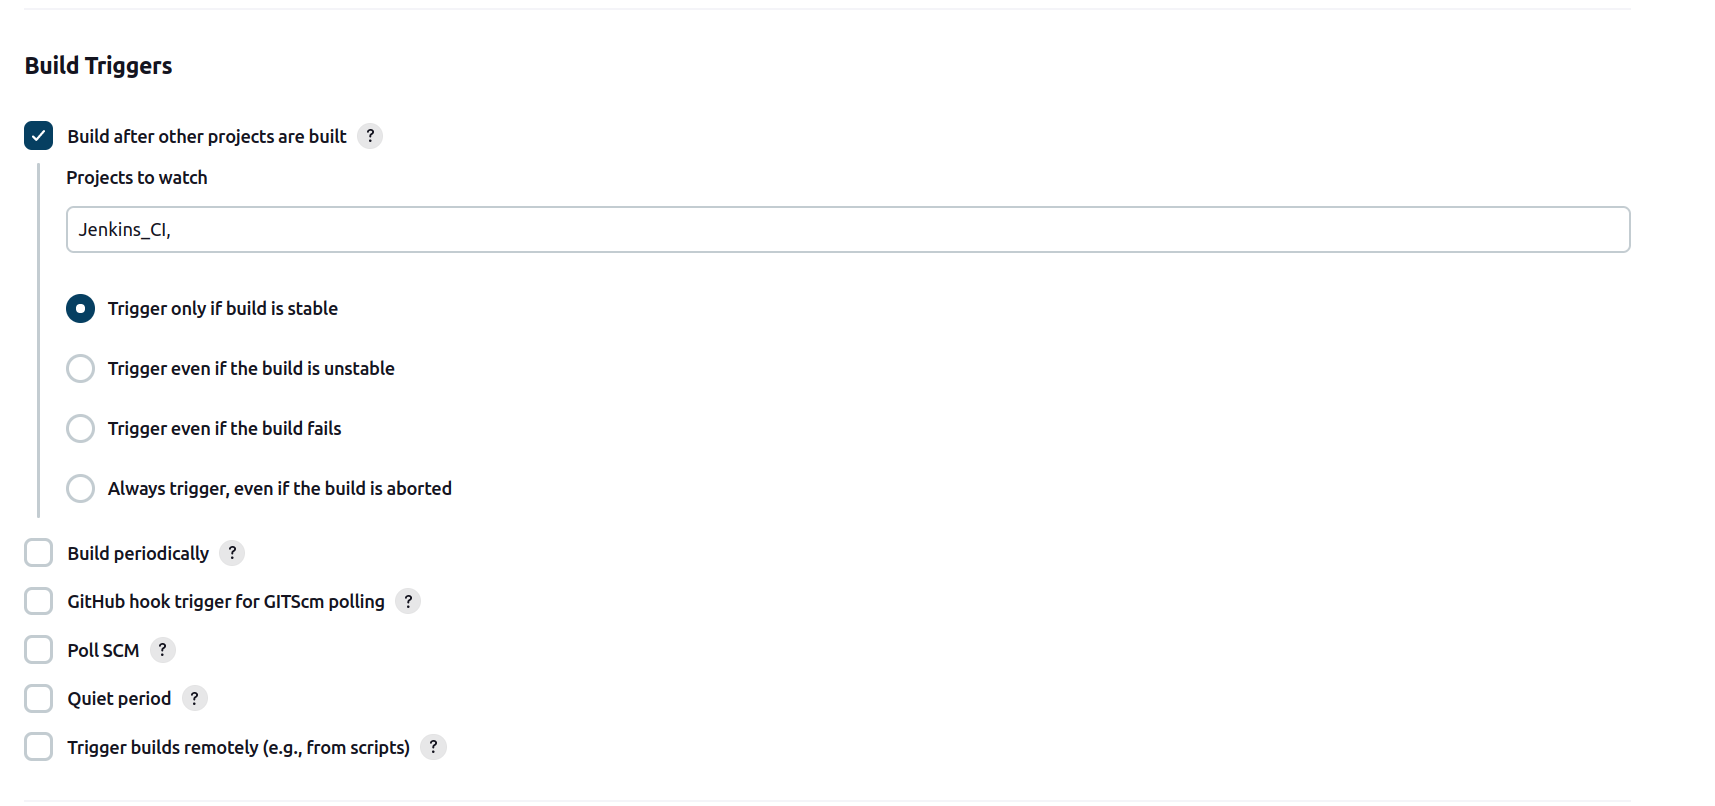 Build Triggers
Build after other projects are built ?
Projects to watch
Jenkins_CI,
Trigger only if build is stable
Trigger even if the build is unstable
Trigger even if the build fails
Always trigger, even if the build is aborted
Build periodically ?
GitHub hook trigger for GITScm polling ?
Poll SCM ?
Quiet period ?
Trigger builds remotely (e.g., from scripts) ?